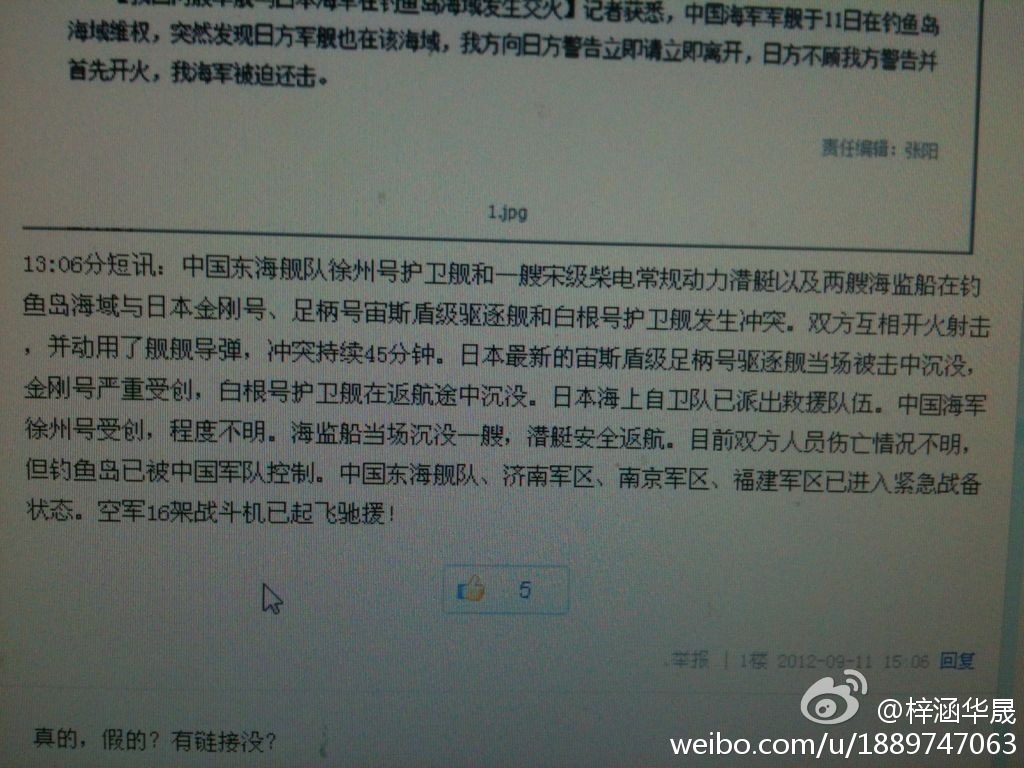 】记者获悉，中国海军军舰于11日在钓鱼岛
海域维权，突然发现日方军舰也在该海域，我方向日方警告立即请立即离开，日方不顾我方警告并
首先开火，我海军被迫还击。
责任编辑：张阳
1.jpg
13:06分短讯：中国东海舰队徐州号护卫舰和一艘宋级柴电常规动力潜艇以及两艘海监船在钓
鱼岛海域与日本金刚号、足柄号宙斯盾级驱逐舰和白根号护卫舰发生冲突。双方互相开火射击
，并动用了舰舰导弹，冲突持续45分钟。日本最新的宙斯盾级足柄号驱逐舰当场被击中沉没，
金刚号严重受创，白根号护卫舰在返航途中沉没。日本海上自卫队已派出救援队伍。中国海军
徐州号受创，程度不明。海监船当场沉没一艘，潜艇安全返航。目前双方人员伤亡情况不明，
但钓鱼岛已被中国军队控制。中国东海舰队、济南军区、南京军区、福建军区已进入紧急战备
状态。空军16架战斗机已起飞驰援！
5
举报 | 1楼 2012-09-11 15:06 回复
真的，假的？有链接没？
@梓涵华晟
weibo.com/u/1889747063